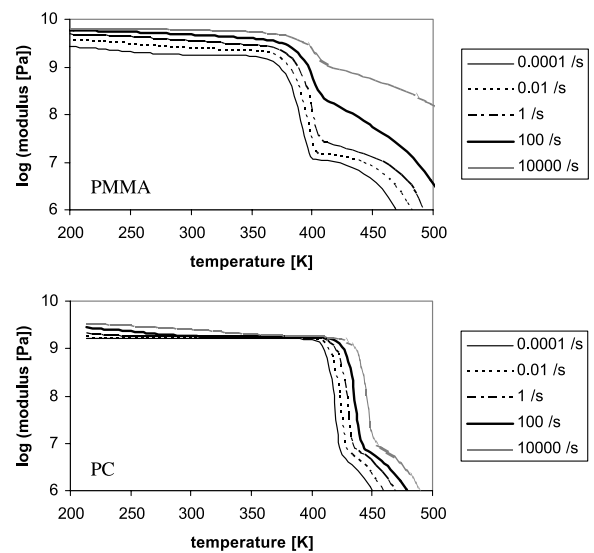 10
9
8
7
6
log (modulus [Pa])
PMMA
200 250 300 350 400 450 500
temperature [K]
0.0001 /s
0.01 /s
1 /s
100 /s
10000 /s
10
9
8
7
6
log (modulus [Pa])
PC
200 250 300 350 400 450 500
temperature [K]
0.0001 /s
0.01 /s
1 /s
100 /s
10000 /s